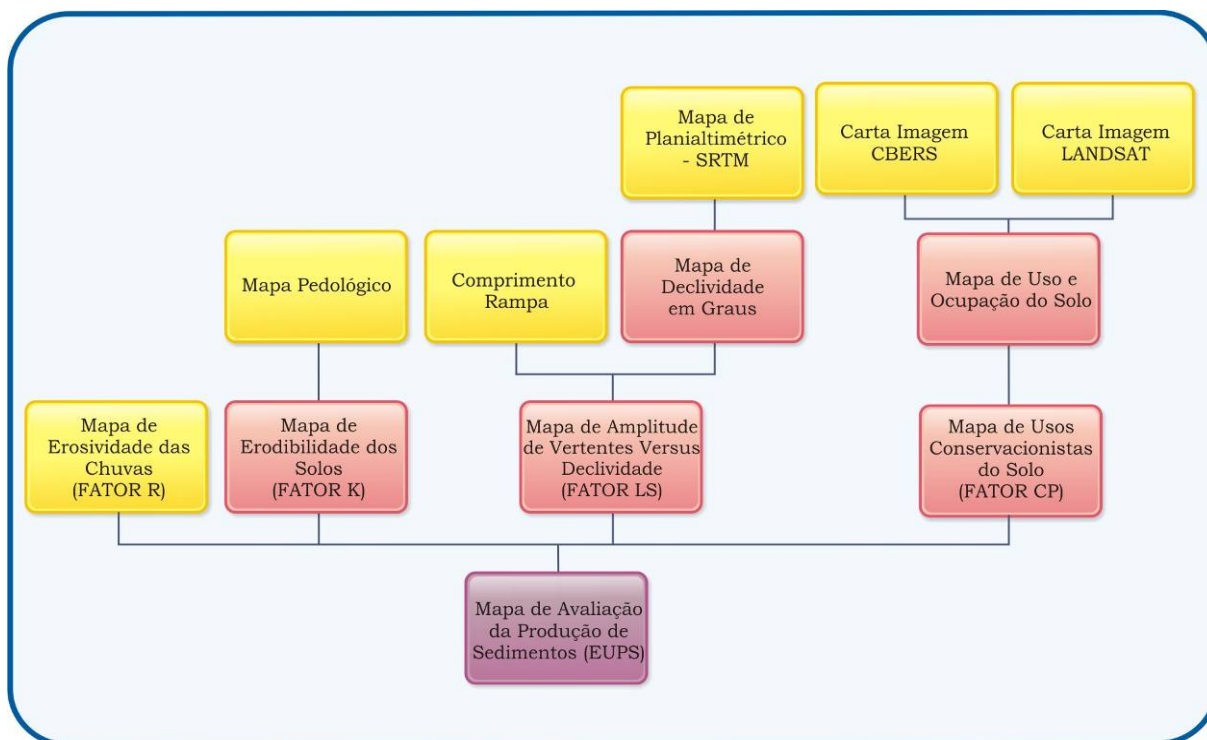 Mapa de
Planialtimétrico
- SRTM
Carta Imagem
CBERS
Carta Imagem
LANDSAT
Mapa Pedológico
Comprimento
Rampa
Mapa de
Declividade
em Graus
Mapa de Uso e
Ocupação do Solo
Mapa de
Erosividade das
Chuvas
(FATOR R)
Mapa de
Erodibilidade dos
Solos
(FATOR K)
Mapa de Amplitude
de Vertentes Versus
Declividade
(FATOR LS)
Mapa de Usos
Conservacionistas
do Solo
(FATOR CP)
Mapa de Avaliação
da Produção de
Sedimentos (EUPS)